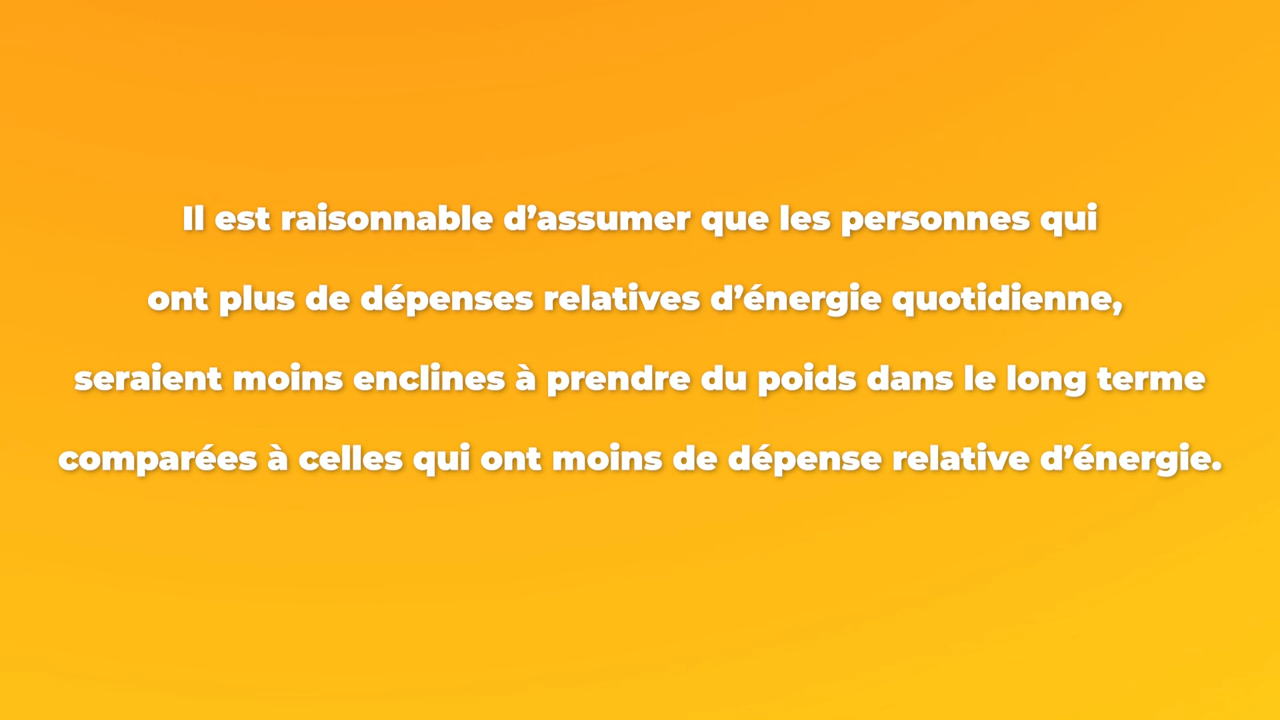 Il est raisonnable d’assumer que les personnes qui
ont plus de dépenses relatives d’énergie quotidienne,
seraient moins enclines à prendre du poids dans le long terme
comparées à celles qui ont moins de dépense relative d’énergie.